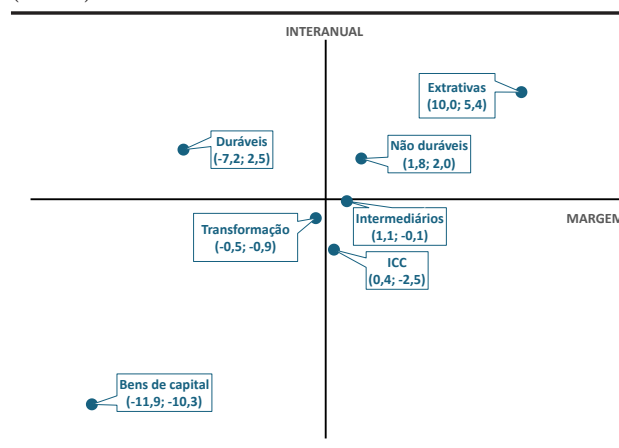 INTERANUAL
Extrativas
(10,0; 5,4)
Duráveis
(-7,2; 2,5)
Não duráveis
(1,8; 2,0)
Transformação
(-0,5; -0,9)
Intermediários
(1,1; -0,1)
MARGEM
ICC
(0,4; -2,5)
Bens de capital
(-11,9; -10,3)